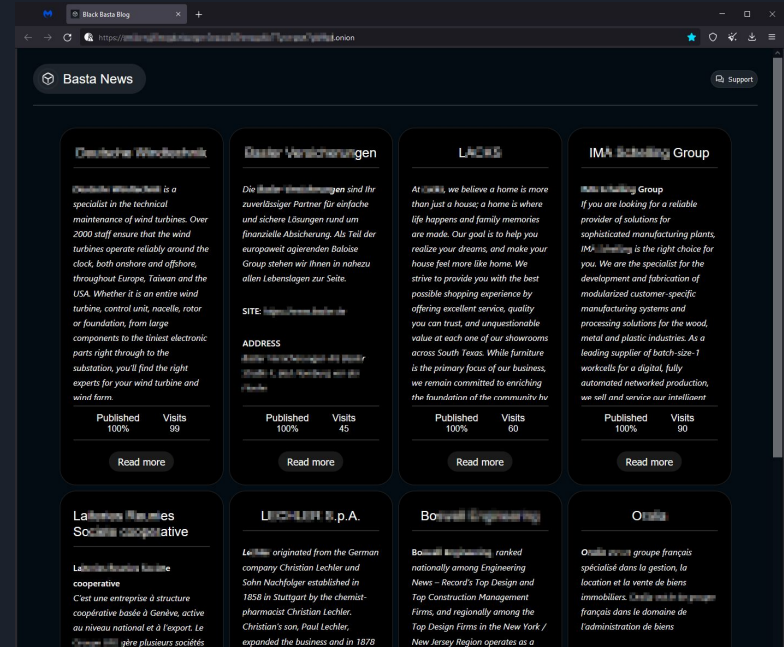 Black Basta Blog
https://
.onion
Basta News
Support
specialist in the technical
is a
maintenance of wind turbines. Over
2000 staff ensure that the wind
turbines operate reliably around the
clock, both onshore and offshore,
throughout Europe, Taiwan and the
USA. Whether it is an entire wind
turbine, control unit, nacelle, rotor
or foundation, from large
components to the tiniest electronic
parts right through to the
substation, you'll find the right
experts for your wind turbine and
wind farm.
Published Visits
100% 99
Read more
Die sind Ihr
zuverlässiger Partner für einfache
und sichere Lösungen rund um
finanzielle Absicherung. Als Teil der
europaweit agierenden Baloise
Group stehen wir Ihnen in nahezu
allen Lebenslagen zur Seite.
SITE:
ADDRESS
Published Visits
100% 45
Read more
At , we believe a home is more
than just a house; a home is where
life happens and family memories
are made. Our goal is to help you
realize your dreams, and make your
house feel more like home. We
strive to provide you with the best
possible shopping experience by
offering excellent service, quality
you can trust, and unquestionable
value at each one of our showrooms
across South Texas. While furniture
is the primary focus of our business,
we remain committed to enriching
the foundation of the community by
Published Visits
100% 60
Read more
IMA Group
Group
If you are looking for a reliable
provider of solutions for
sophisticated manufacturing plants,
IMA is the right choice for
you. We are the specialist for the
development and fabrication of
modularized customer-specific
manufacturing systems and
processing solutions for the wood,
metal and plastic industries. As a
leading supplier of batch-size-1
workcells for a digital, fully
automated networked production,
we sell and service our intelligent
Published Visits
100% 90
Read more
cooperative
C'est une entreprise à structure
coopérative basée à Genève, active
au niveau national et à l'export. Le
gère plusieurs sociétés
S.p.A.
originated from the German
company Christian Lechler und
Sohn Nachfolger established in
1858 in Stuttgart by the chemist-
pharmacist Christian Lechler.
Christian's son, Paul Lechler,
expanded the business and in 1878
ranked
nationally among Engineering
News – Record's Top Design and
Top Construction Management
Firms, and regionally among the
Top Design Firms in the New York /
New Jersey Region operates as a
groupe français
spécialisé dans la gestion, la
location et la vente de biens
immobiliers.
français dans le domaine de
l'administration de biens